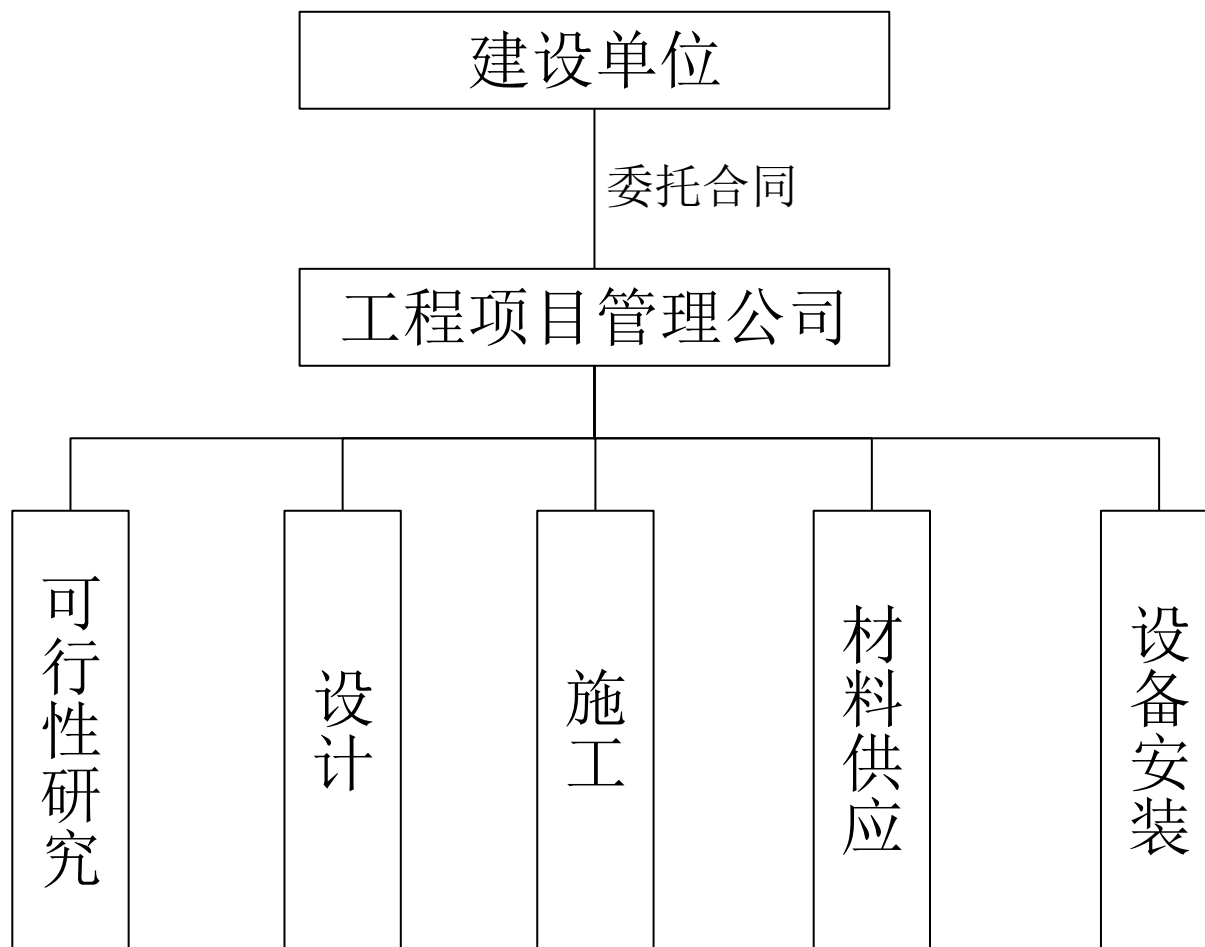 建设单位
委托合同
工程项目管理公司
可行性研究
设计
施工
材料供应
设备安装